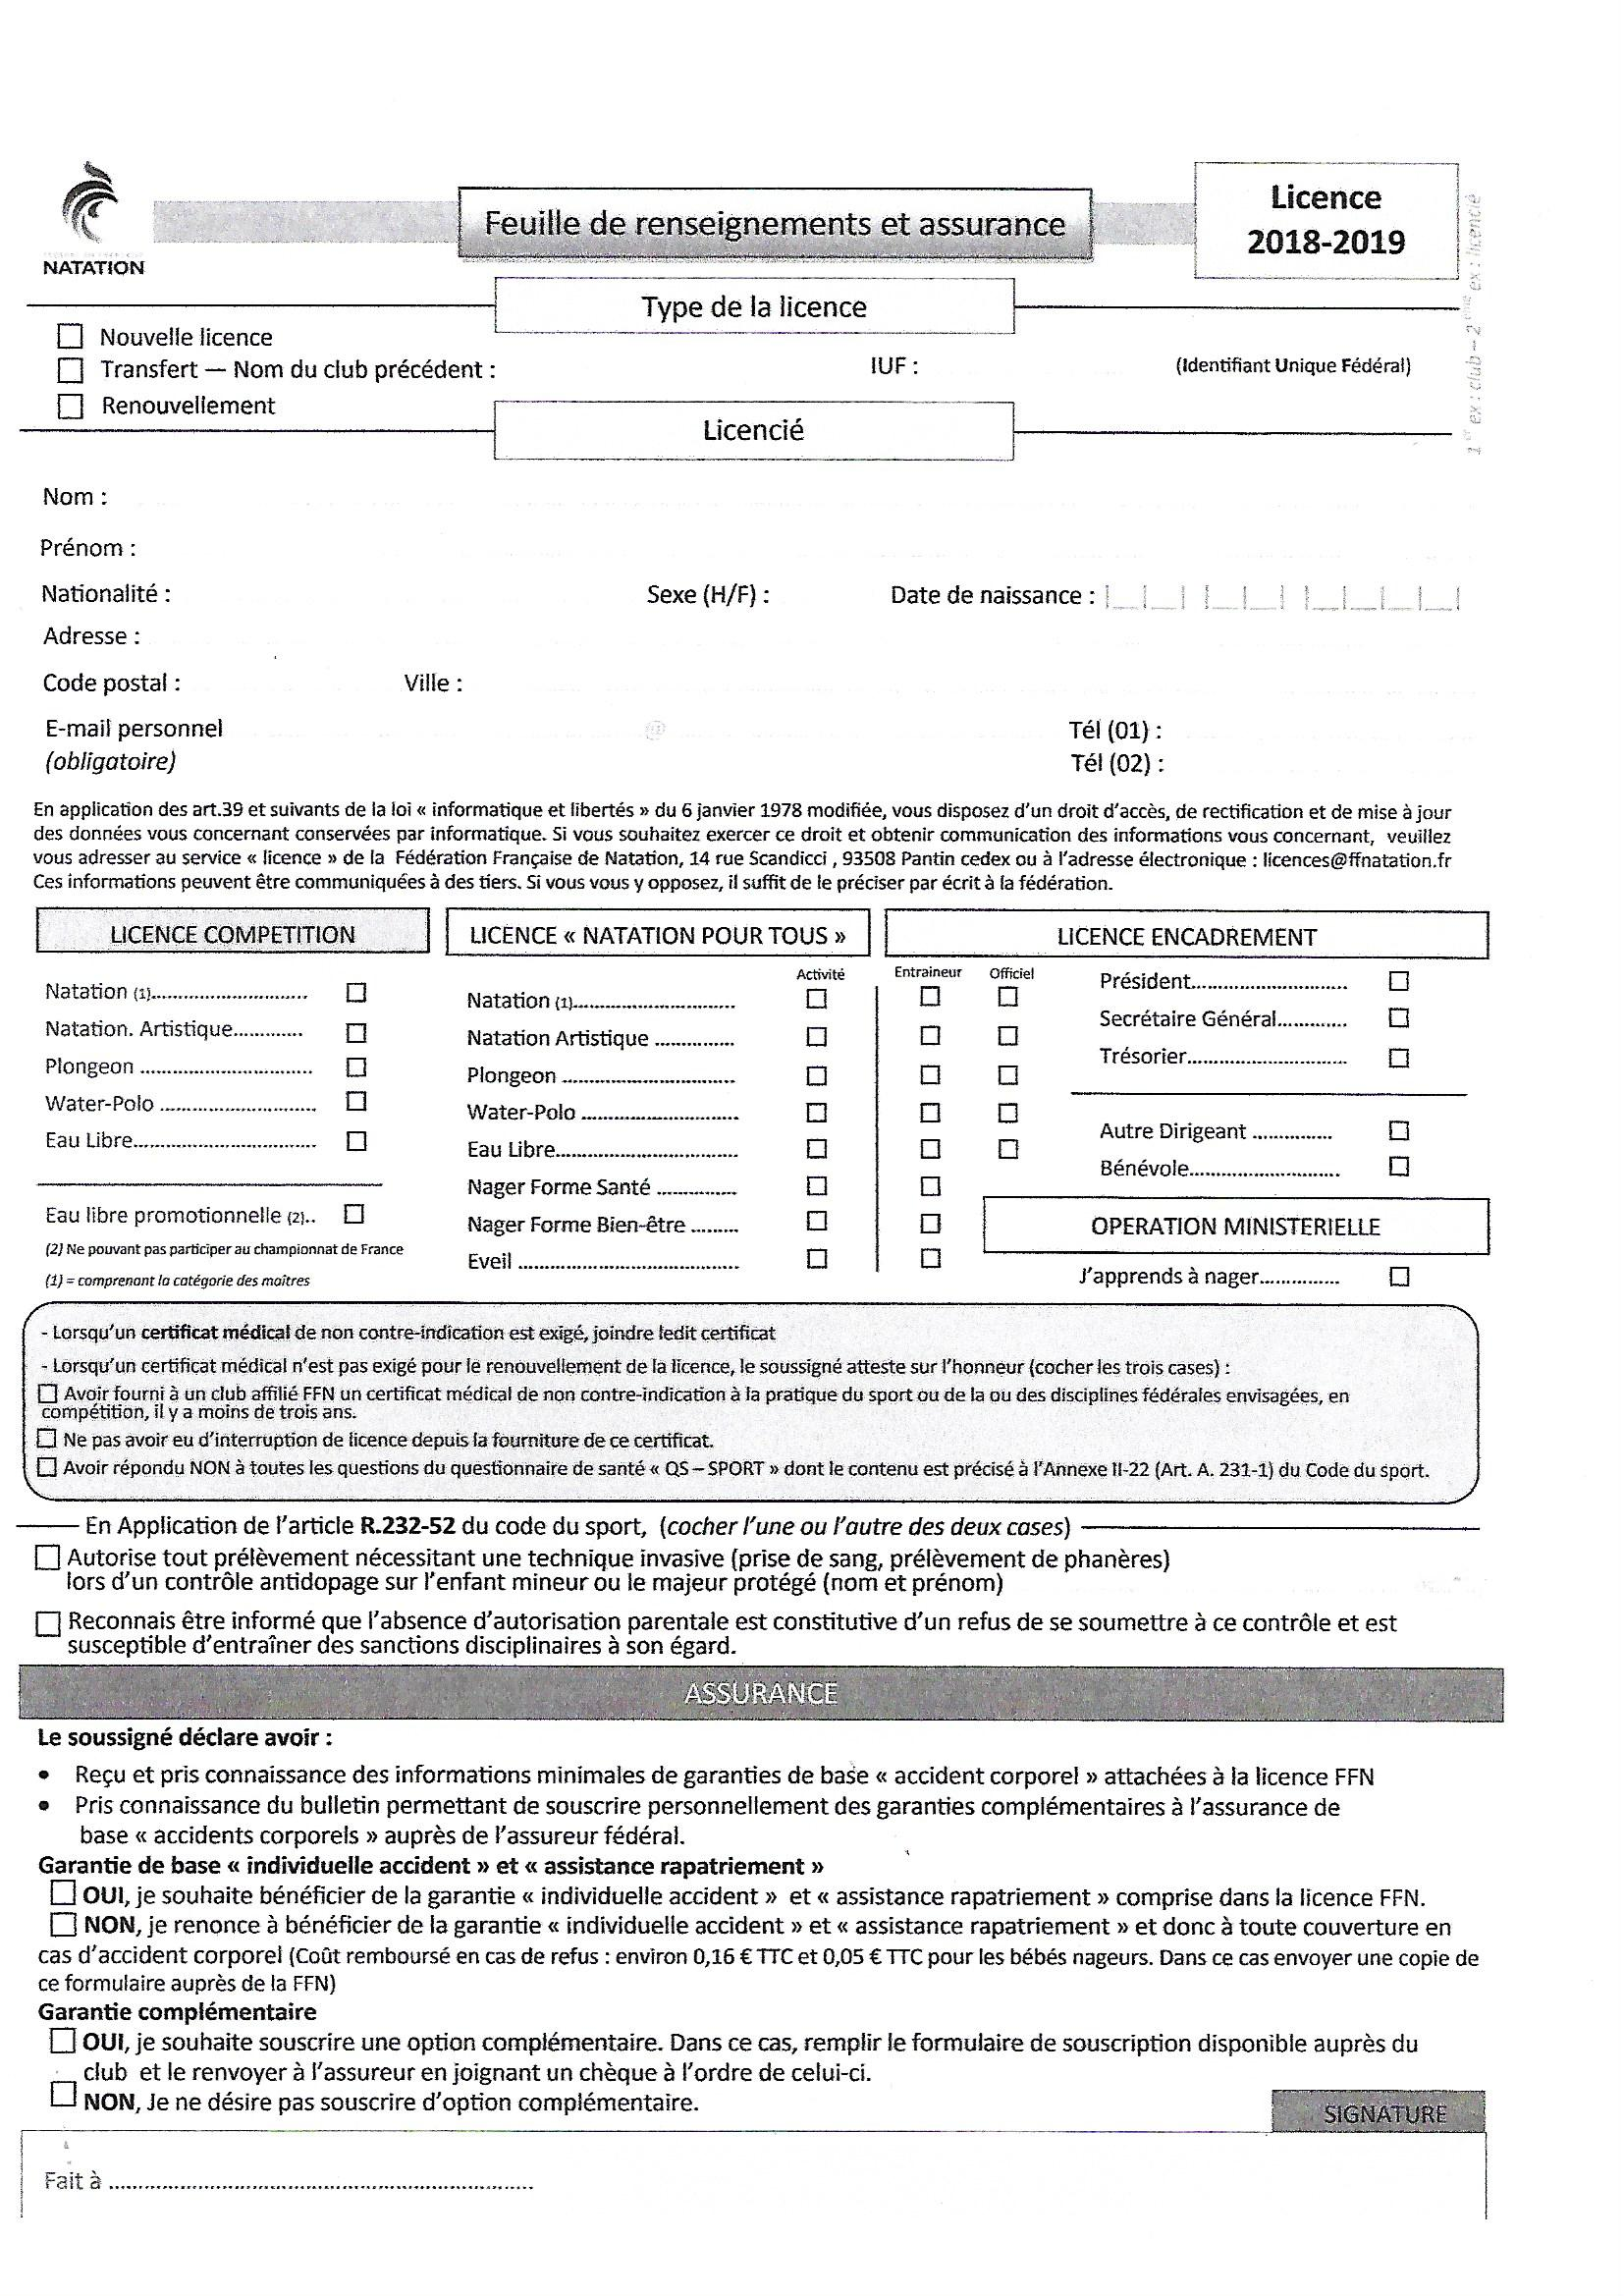 NATATION
Feuille de renseignements et assurance
Licence
2018-2019
1er ex : club – 2ème ex : licencié
Type de la licence
Nouvelle licence
Transfert — Nom du club précédent :
IUF :
(Identifiant Unique Fédéral)
Renouvellement
Licencié
Nom :
Prénom :
Nationalité :
Sexe (H/F) :
Date de naissance :
Adresse :
Code postal :
Ville :
E-mail personnel
@
Tél (01) :
(obligatoire)
Tél (02) :
En application des art.39 et suivants de la loi « informatique et libertés » du 6 janvier 1978 modifiée, vous disposez d'un droit d'accès, de rectification et de mise à jour
des données vous concernant conservées par informatique. Si vous souhaitez exercer ce droit et obtenir communication des informations vous concernant, veuillez
vous adresser au service « licence » de la Fédération Française de Natation, 14 rue Scandicci , 93508 Pantin cedex ou à l'adresse électronique : licences@ffnatation.fr
Ces informations peuvent être communiquées à des tiers. Si vous vous y opposez, il suffit de le préciser par écrit à la fédération.
LICENCE COMPETITION
Natation (1)...........................
Natation. Artistique............
Plongeon ..............................
Water-Polo ...........................
Eau Libre................................
Eau libre promotionnelle (2)..
(2) Ne pouvant pas participer au championnat de France
(1) = comprenant la catégorie des maîtres
LICENCE « NATATION POUR TOUS »
Activité
Natation (1)............................
Natation Artistique ..............
Plongeon ..............................
Water-Polo ...........................
Eau Libre................................
Nager Forme Santé ..............
Nager Forme Bien-être .........
Eveil ......................................
LICENCE ENCADREMENT
Entraineur Officiel
Président...........................
Secrétaire Général............
Trésorier............................
Autre Dirigeant ..............
Bénévole..........................
OPERATION MINISTERIELLE
J'apprends à nager..............
- Lorsqu'un certificat médical de non contre-indication est exigé, joindre ledit certificat
- Lorsqu'un certificat médical n'est pas exigé pour le renouvellement de la licence, le soussigné atteste sur l'honneur (cocher les trois cases) :
Avoir fourni à un club affilié FFN un certificat médical de non contre-indication à la pratique du sport ou de la ou des disciplines fédérales envisagées, en
compétition, il y a moins de trois ans.
Ne pas avoir eu d'interruption de licence depuis la fourniture de ce certificat.
Avoir répondu NON à toutes les questions du questionnaire de santé « QS – SPORT » dont le contenu est précisé à l'Annexe II-22 (Art. A. 231-1) du Code du sport.
En Application de l'article R.232-52 du code du sport, (cocher l'une ou l'autre des deux cases)
Autorise tout prélèvement nécessitant une technique invasive (prise de sang, prélèvement de phanères)
lors d'un contrôle antidopage sur l'enfant mineur ou le majeur protégé (nom et prénom)
Reconnais être informé que l'absence d'autorisation parentale est constitutive d'un refus de se soumettre à ce contrôle et est
susceptible d'entraîner des sanctions disciplinaires à son égard.
ASSURANCE
Le soussigné déclare avoir :
• Reçu et pris connaissance des informations minimales de garanties de base « accident corporel » attachées à la licence FFN
• Pris connaissance du bulletin permettant de souscrire personnellement des garanties complémentaires à l'assurance de
base « accidents corporels » auprès de l'assureur fédéral.
Garantie de base « individuelle accident » et « assistance rapatriement »
OUI, je souhaite bénéficier de la garantie « individuelle accident » et « assistance rapatriement » comprise dans la licence FFN.
NON, je renonce à bénéficier de la garantie « individuelle accident » et « assistance rapatriement » et donc à toute couverture en
cas d'accident corporel (Coût remboursé en cas de refus : environ 0,16 € TTC et 0,05 € TTC pour les bébés nageurs. Dans ce cas envoyer une copie de
ce formulaire auprès de la FFN)
Garantie complémentaire
OUI, je souhaite souscrire une option complémentaire. Dans ce cas, remplir le formulaire de souscription disponible auprès du
club et le renvoyer à l'assureur en joignant un chèque à l'ordre de celui-ci.
NON, Je ne désire pas souscrire d'option complémentaire.
SIGNATURE
Fait à ........................................................................